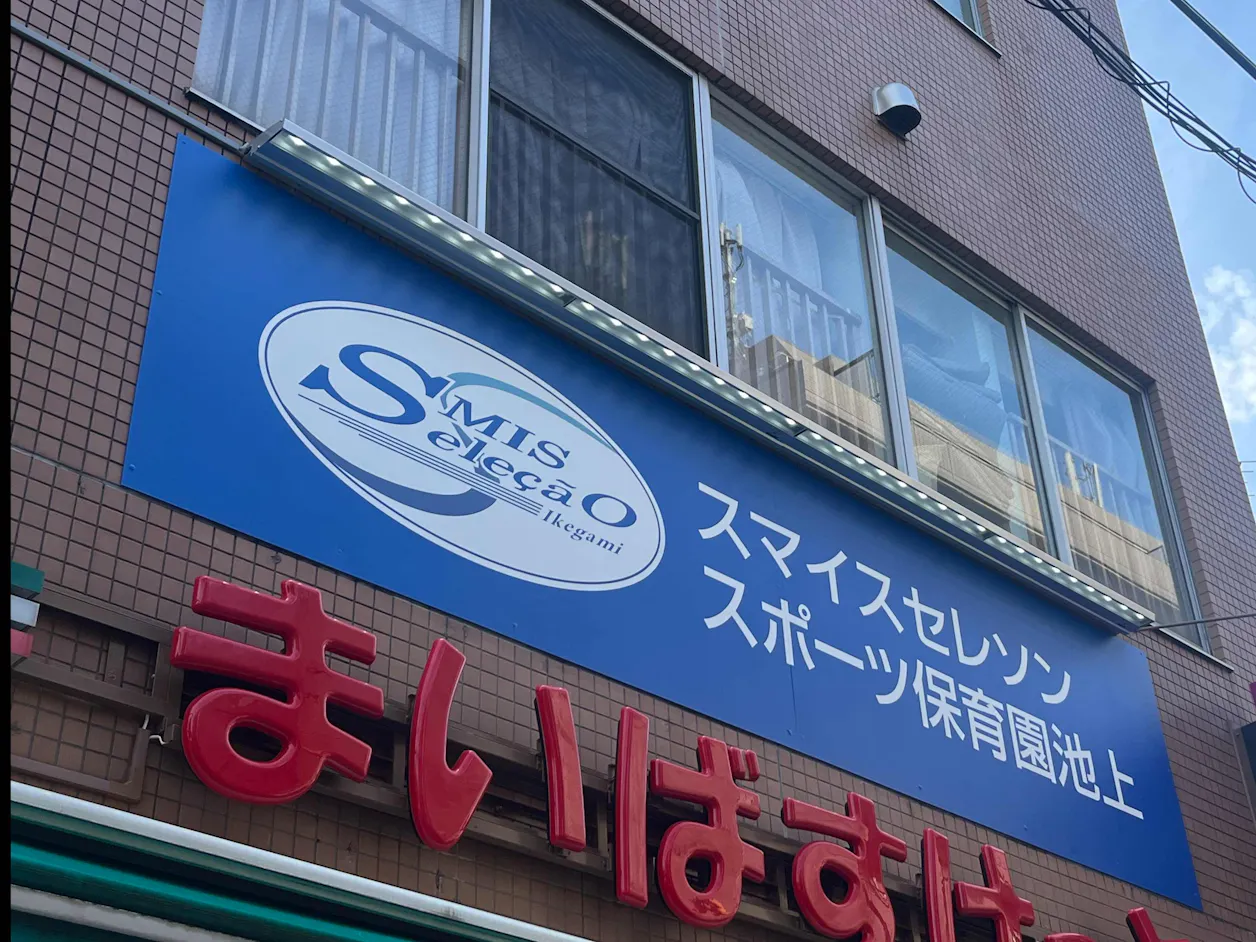 SMIS
Seleção
Ikegami
スマイスセレソン
スポーツ保育園池上
まいばすけ